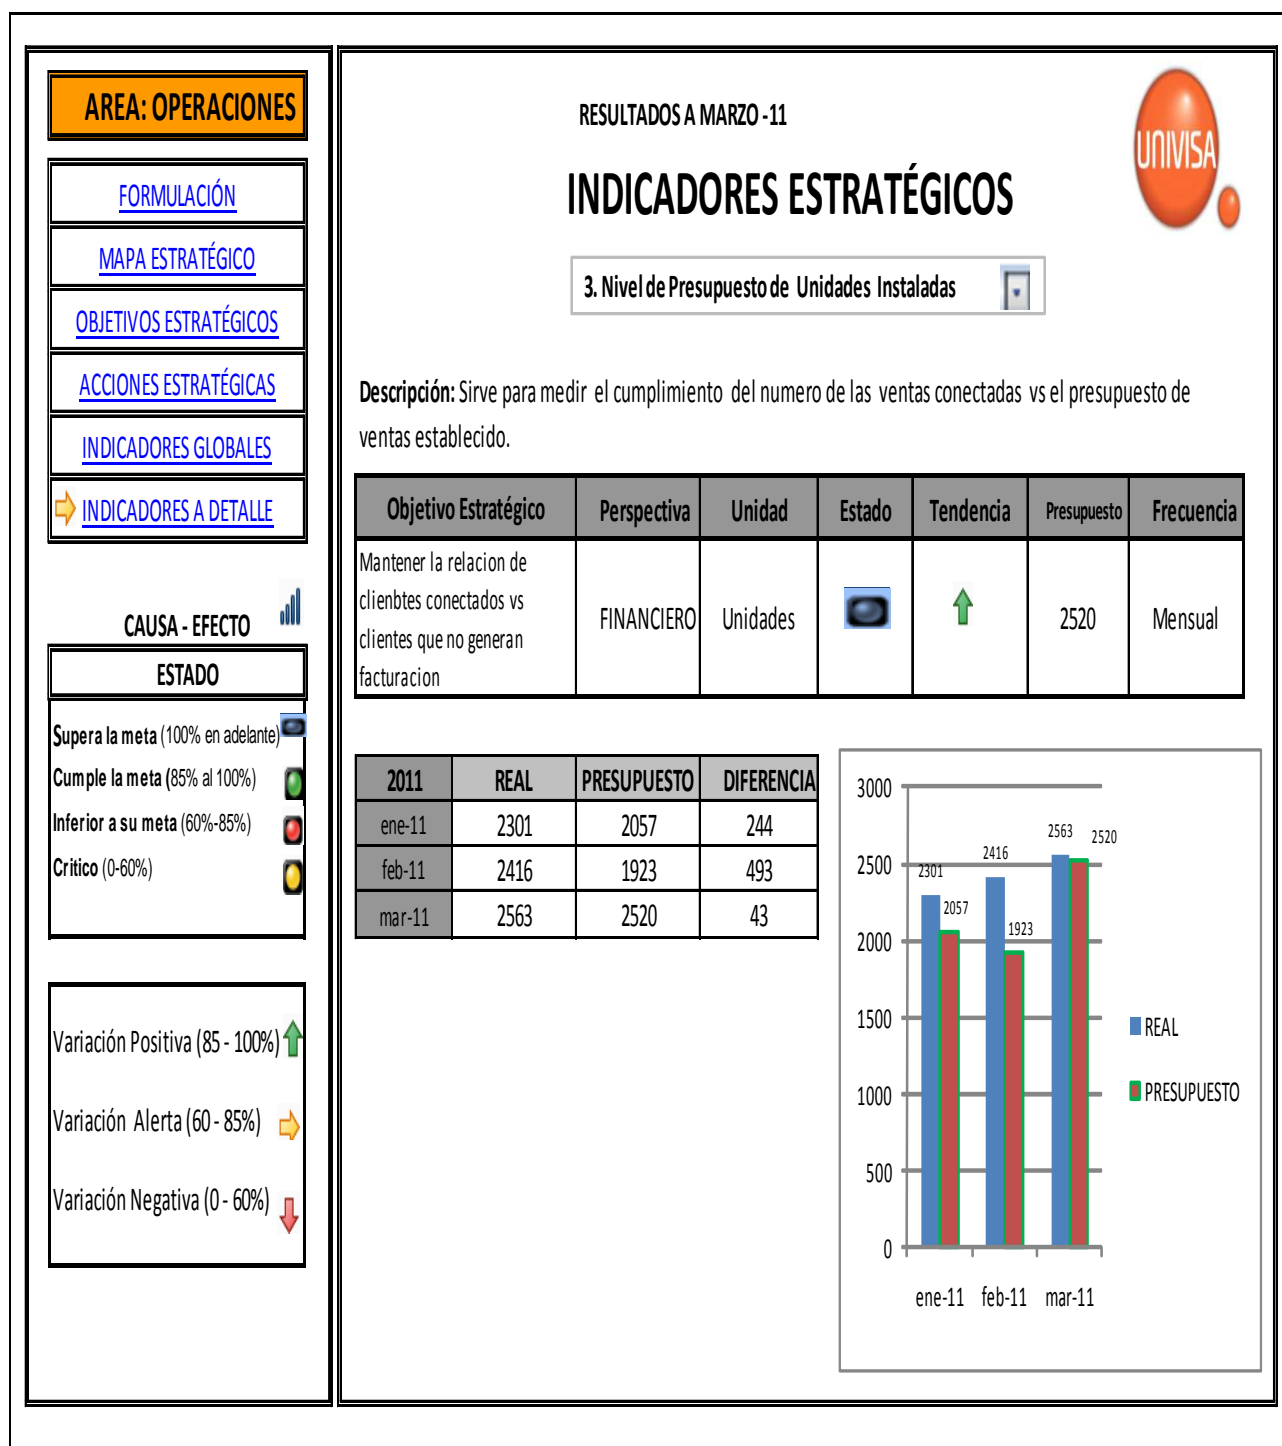 AREA: OPERACIONES
FORMULACIÓN
MAPA ESTRATÉGICO
OBJETIVOS ESTRATÉGICOS
ACCIONES ESTRATÉGICAS
INDICADORES GLOBALES
INDICADORES A DETALLE
CAUSA - EFECTO
ESTADO
Supera la meta (100% en adelante)
Cumple la meta (85% al 100%)
Inferior a su meta (60%-85%)
Critico (0-60%)
Variación Positiva (85 - 100%)
Variación Alerta (60 - 85%)
Variación Negativa (0 - 60%)
RESULTADOS A MARZO -11
UNIVISA
INDICADORES ESTRATÉGICOS
3. Nivel de Presupuesto de Unidades Instaladas
Descripción: Sirve para medir el cumplimiento del numero de las ventas conectadas vs el presupuesto de
ventas establecido.
Objetivo Estratégico Perspectiva Unidad Estado Tendencia Presupuesto Frecuencia
Mantener la relacion de
clienbtes conectados vs
clientes que no generan
facturacion
FINANCIERO Unidades 2520 Mensual
2011 REAL PRESUPUESTO DIFERENCIA
ene-11 2301 2057 244
feb-11 2416 1923 493
mar-11 2563 2520 43
3000
2500
2000
1500
1000
500
0
2301
2057
2416
1923
2563
2520
ene-11 feb-11 mar-11
REAL
PRESUPUESTO